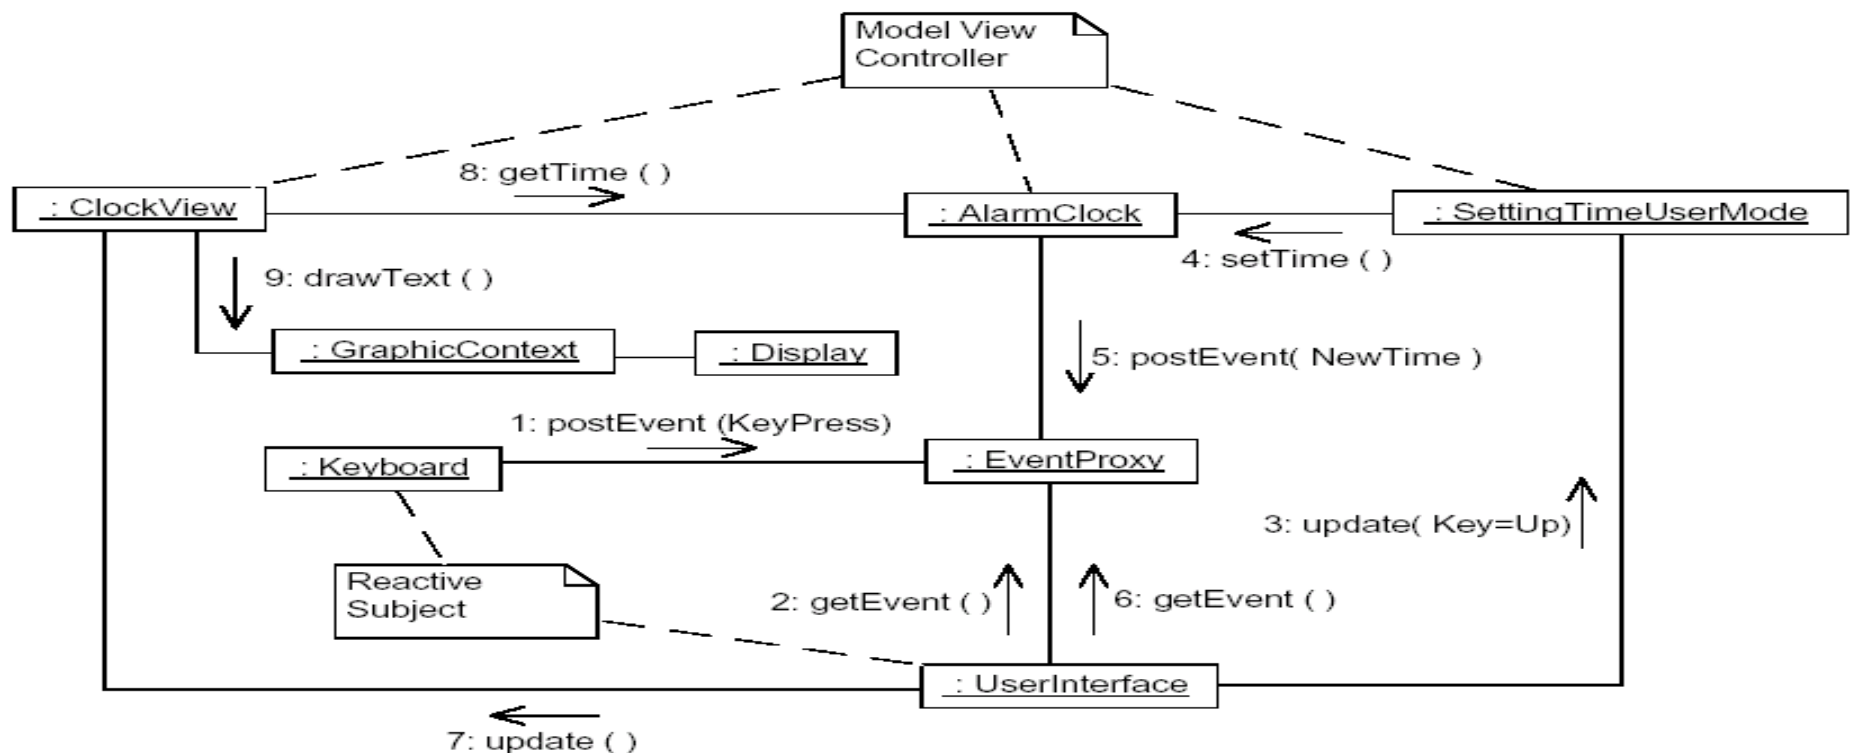 Model View
Controller
8: getTime ( )
: ClockView
: AlarmClock
: SettingTimeUserMode
4: setTime ( )
9: drawText ( )
: GraphicContext
: Display
5: postEvent( NewTime )
1: postEvent (KeyPress)
: Keyboard
: EventProxy
3: update( Key=Up)
Reactive
Subject
2: getEvent ( )
6: getEvent ( )
: UserInterface
7: update ( )